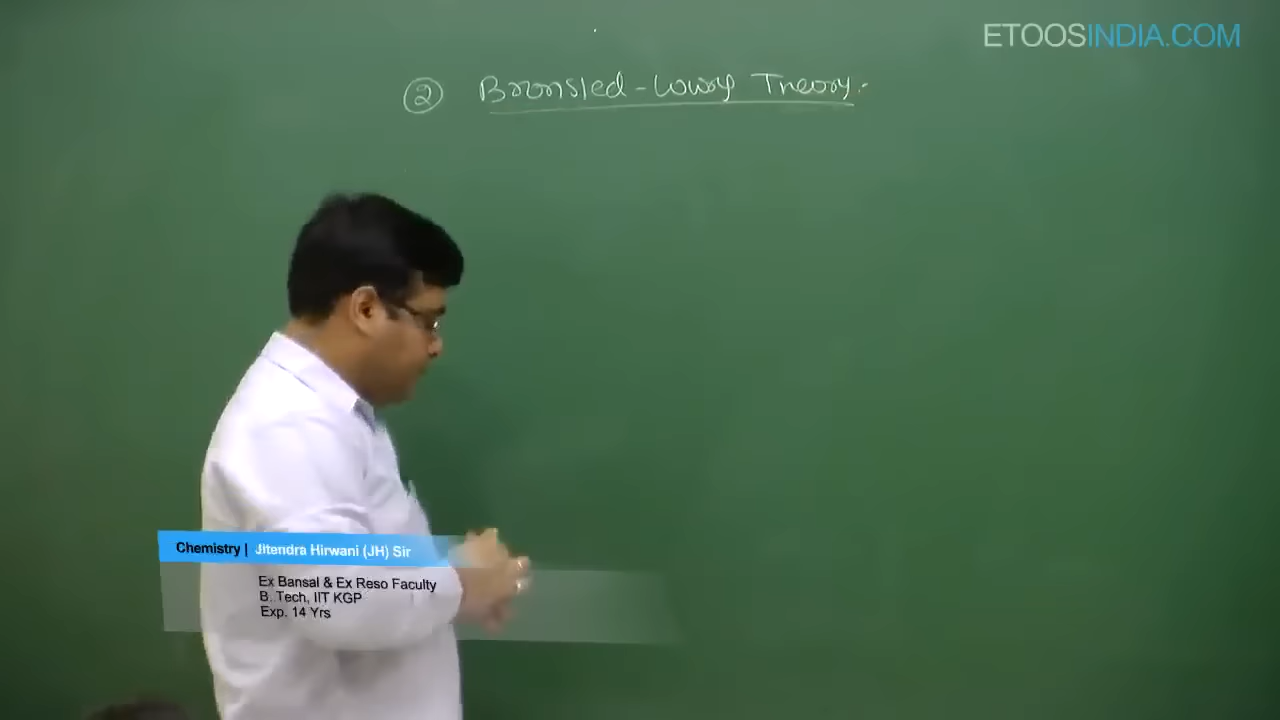 ETOOSINDIA.COM
② Bronsted-Lowry Theory:-
Chemistry | Jitendra Hirwani (JH) Sir
Ex Bansal & Ex Reso Faculty
B. Tech, IIT KGP
Exp. 14 Yrs